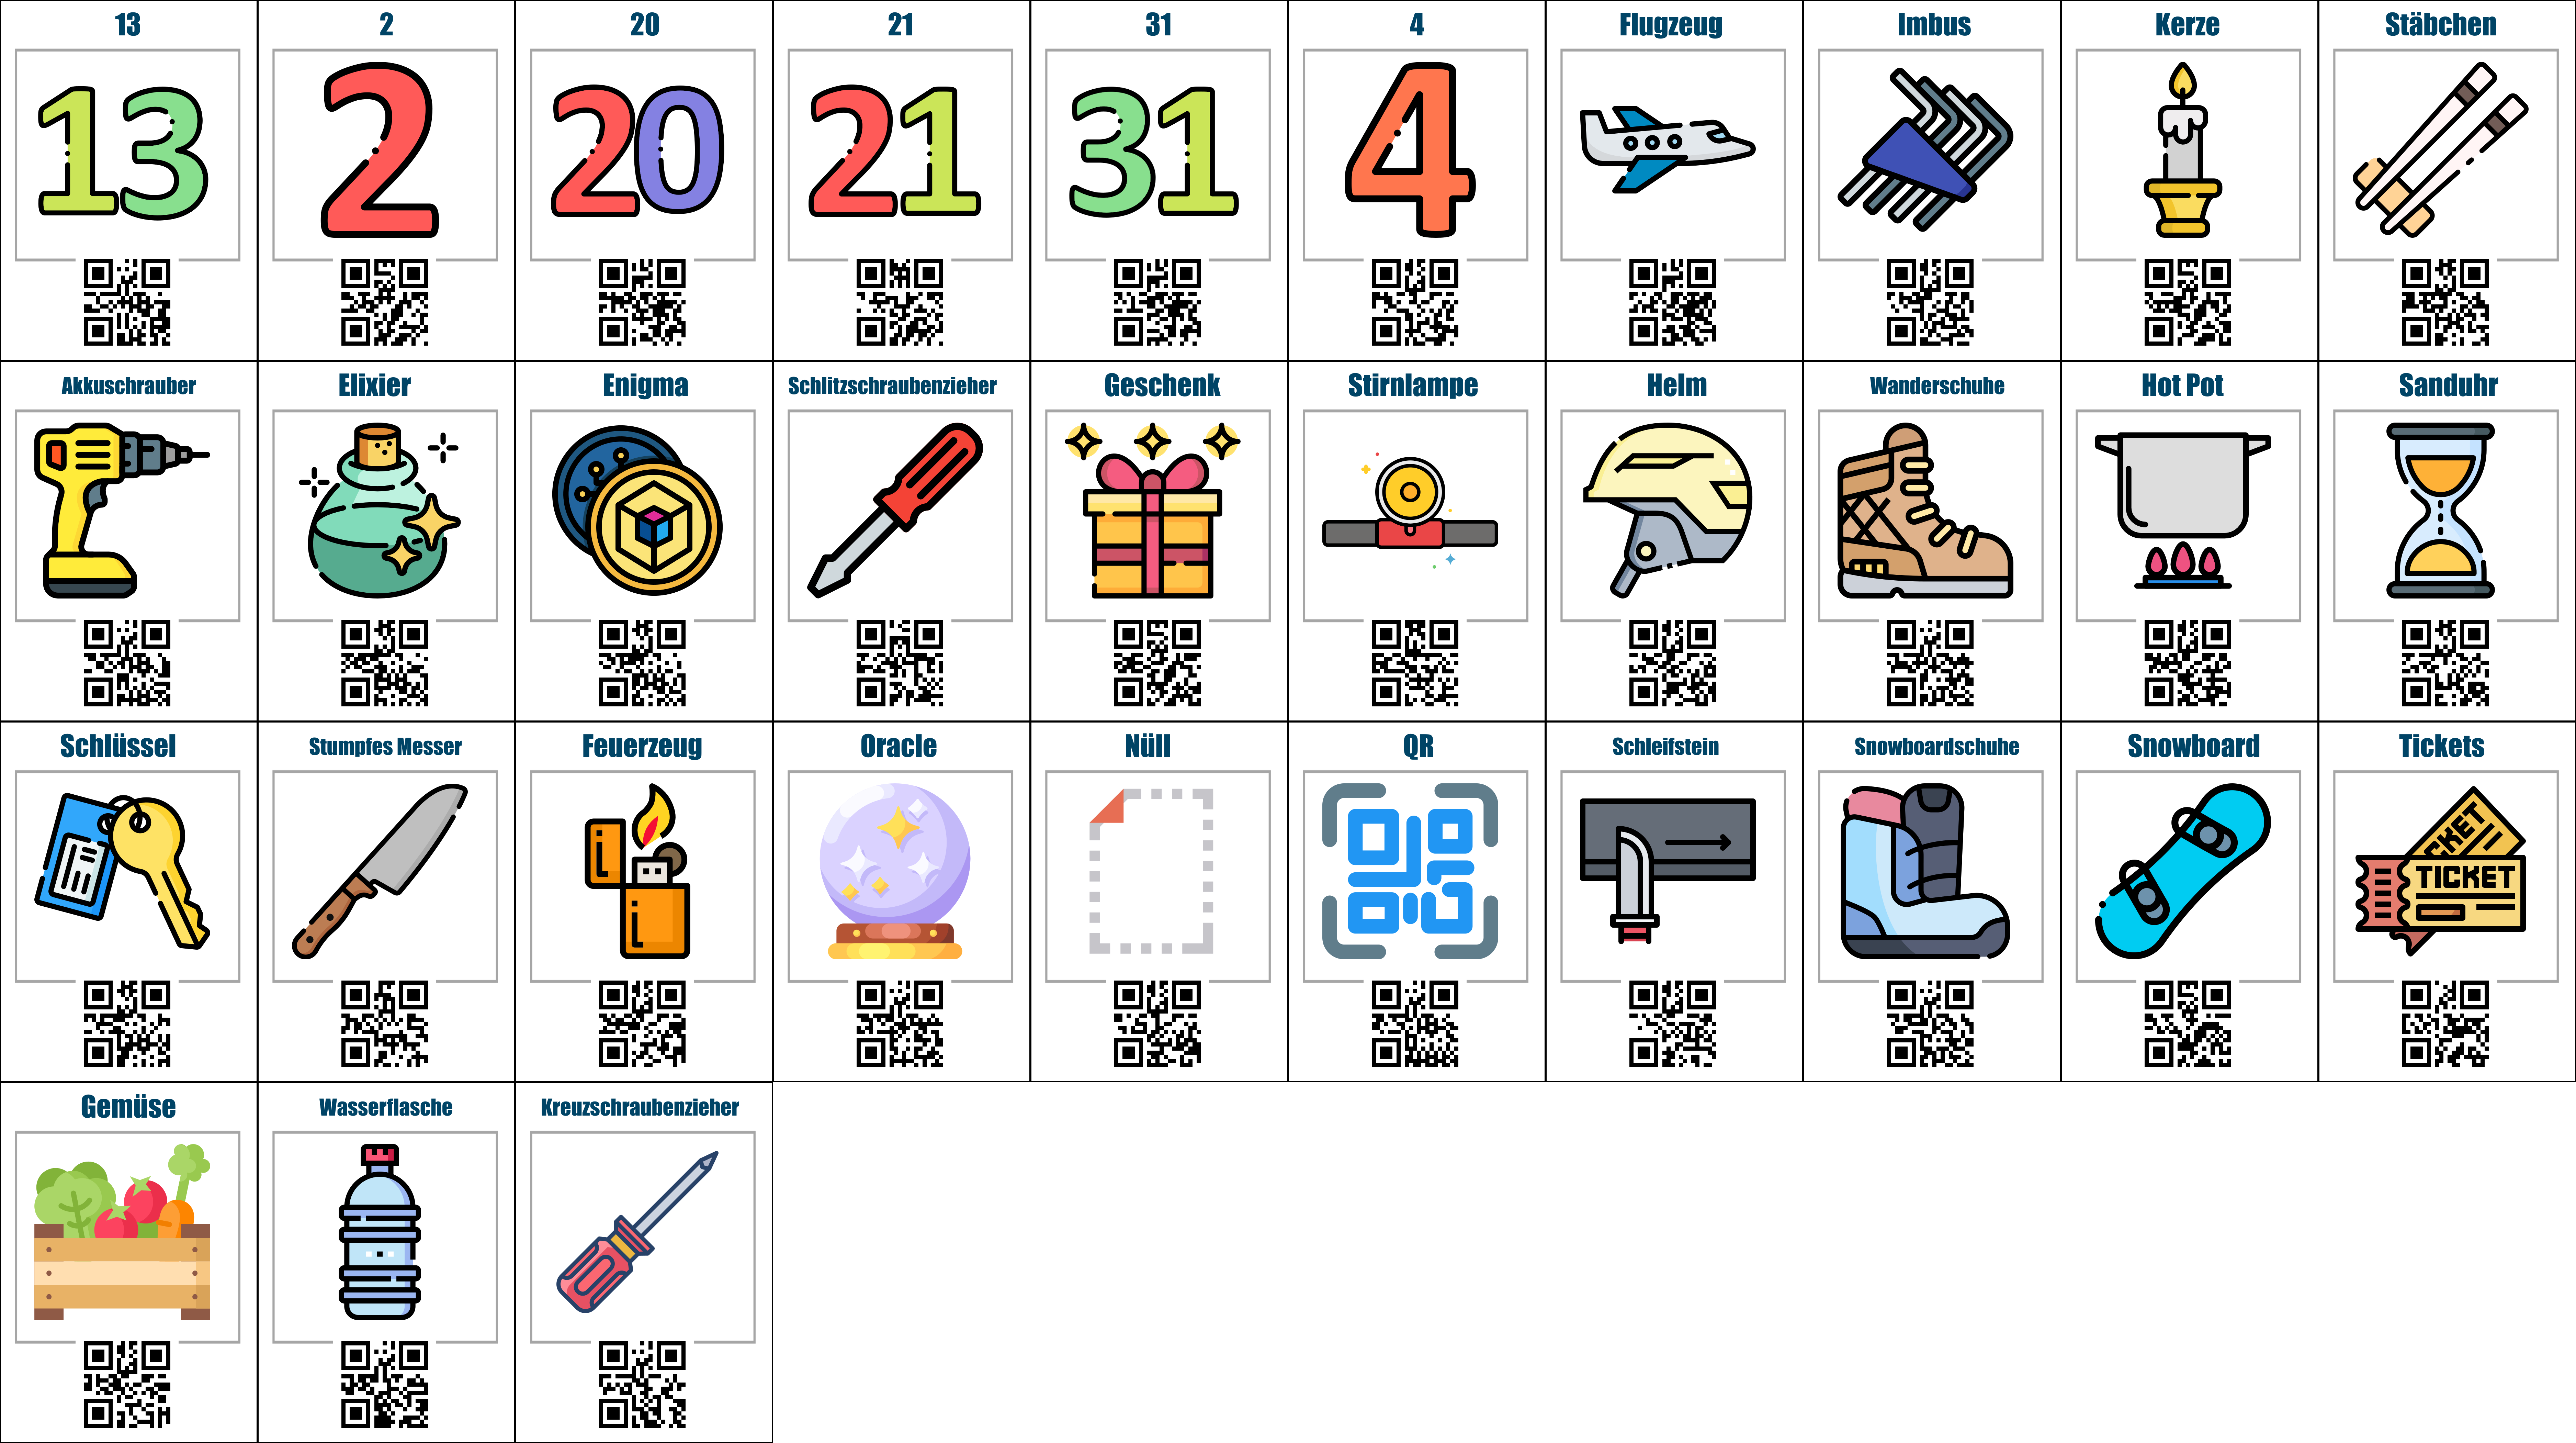 13
2
20
21
31
4
Flugzeug
Imbus
Kerze
Stäbchen
13
2
20
21
31
4
Akkuschrauber
Elixier
Enigma
Schlitzschraubenzieher
Geschenk
Stirnlampe
Helm
Wanderschuhe
Hot Pot
Sanduhr
Schlüssel
Stumpfes Messer
Feuerzeug
Oracle
Nüll
QR
Schleifstein
Snowboardschuhe
Snowboard
Tickets
TICKET
TICKET
Gemüse
Wasserflasche
Kreuzschraubenzieher